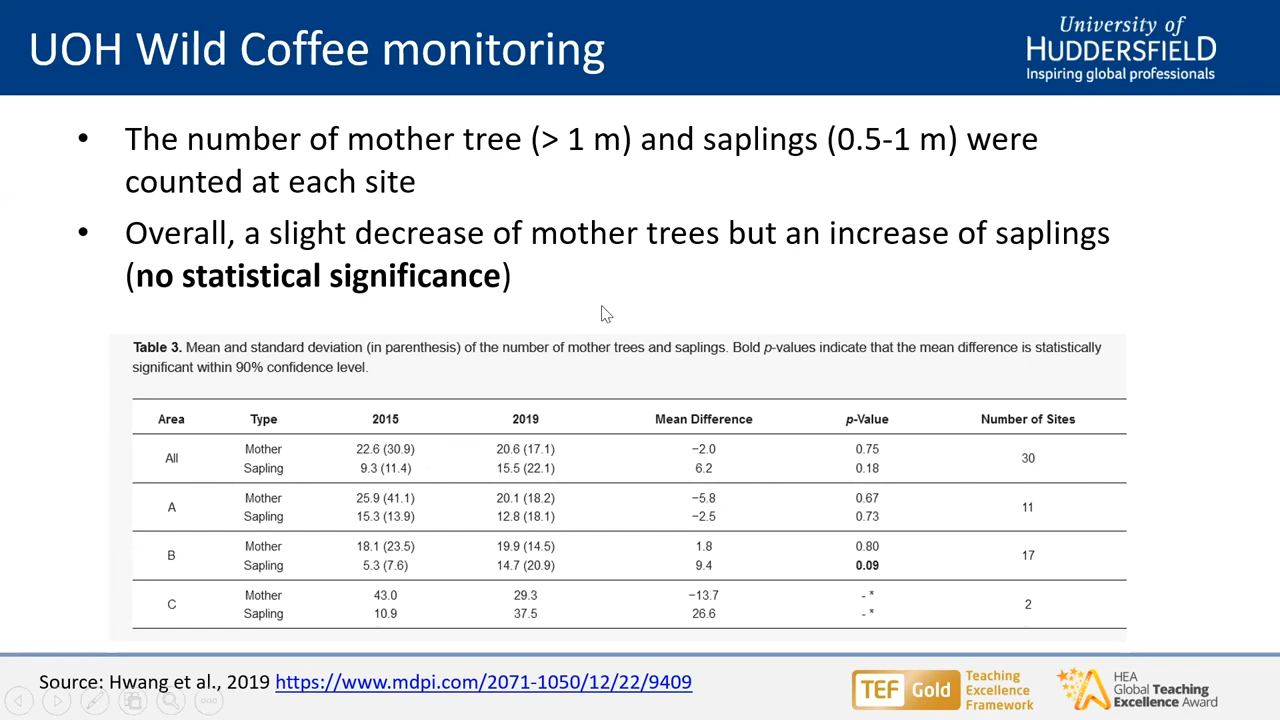 UOH Wild Coffee monitoring
University of
HUDDERSFIELD
Inspiring global professionals
• The number of mother tree (> 1 m) and saplings (0.5-1 m) were
counted at each site
• Overall, a slight decrease of mother trees but an increase of saplings
(no statistical significance)
Table 3. Mean and standard deviation (in parenthesis) of the number of mother trees and saplings. Bold p-values indicate that the mean difference is statistically
significant within 90% confidence level.
Area Type 2015 2019 Mean Difference p-Value Number of Sites
All Mother 22.6 (30.9) 20.6 (17.1) −2.0 0.75 30
Sapling 9.3 (11.4) 15.5 (22.1) 6.2 0.18
A Mother 25.9 (41.1) 20.1 (18.2) −5.8 0.67 11
Sapling 15.3 (13.9) 12.8 (18.1) −2.5 0.73
B Mother 18.1 (23.5) 19.9 (14.5) 1.8 0.80 17
Sapling 5.3 (7.6) 14.7 (20.9) 9.4 0.09
C Mother 43.0 29.3 −13.7 - * 2
Sapling 10.9 37.5 26.6 - *
Source: Hwang et al., 2019 https://www.mdpi.com/2071-1050/12/22/9409
TEF Gold
Teaching
Excellence
Framework
HEA
Global Teaching
Excellence Award